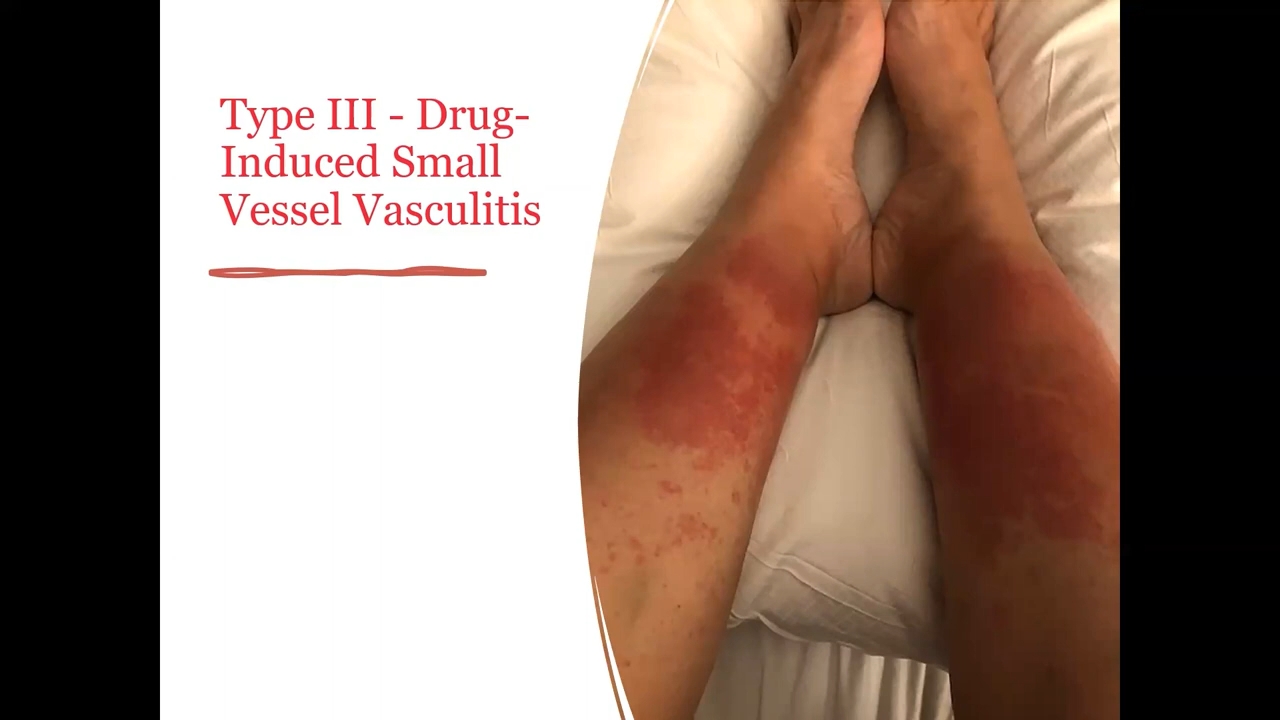 Type III - Drug-
Induced Small
Vessel Vasculitis